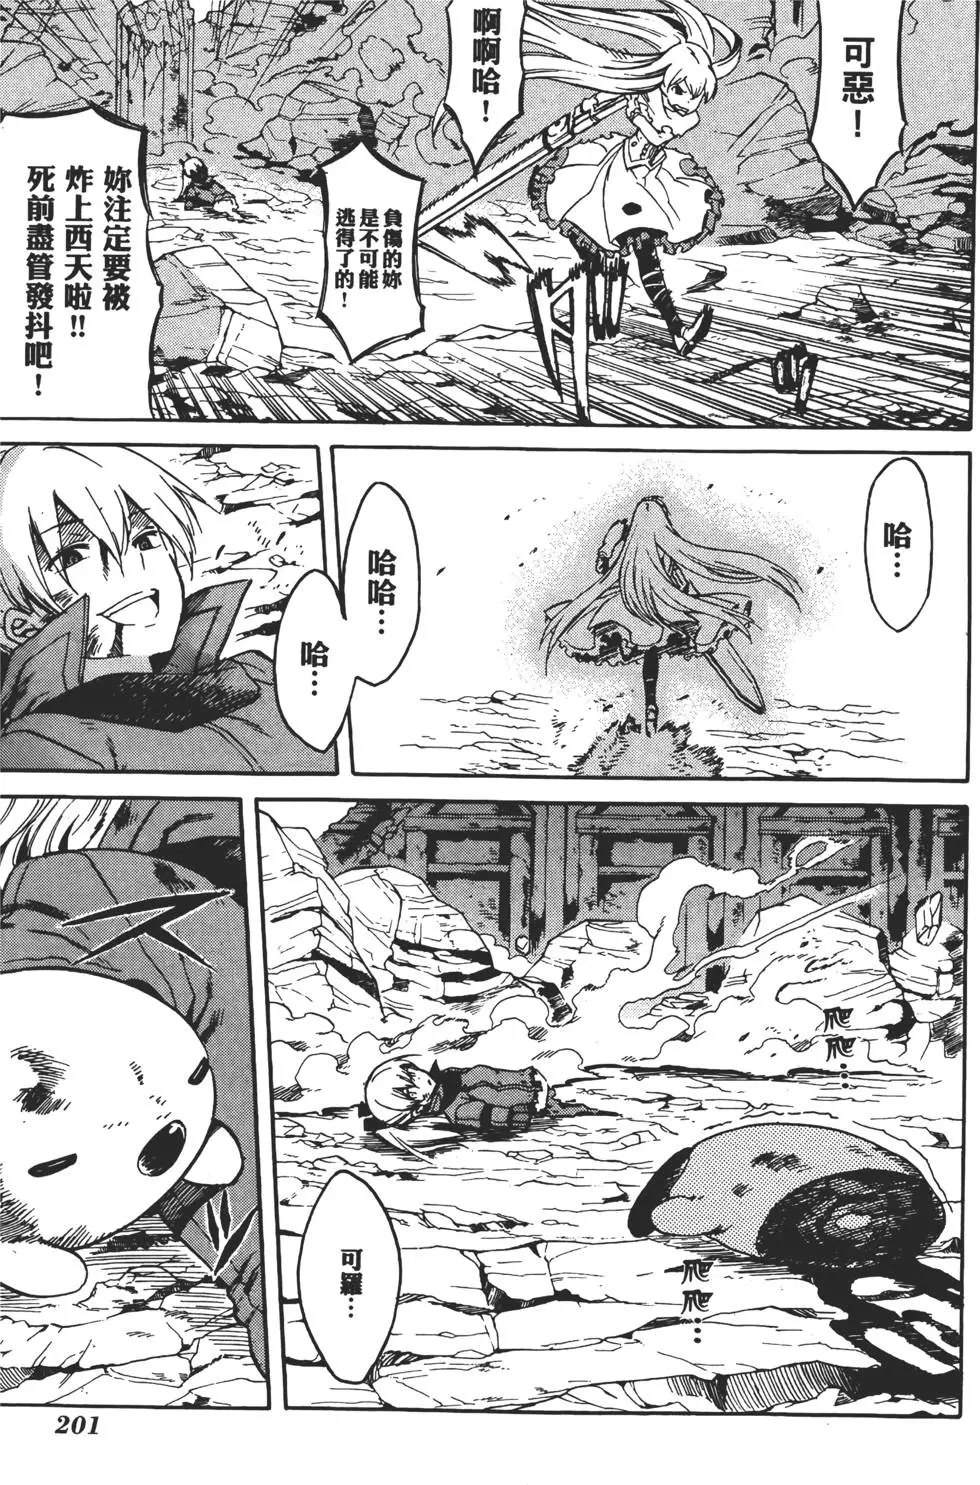 可惡！
啊啊哈！
負傷的妳
是不可能
逃得了的！
妳注定要被
炸上西天啦!!
死前盡管發抖吧！
哈…
哈
哈…
哈…
爬
爬…
爬
爬…
可羅…
201